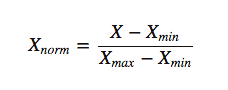 X_norm = (X − X_min) / (X_max − X_min)